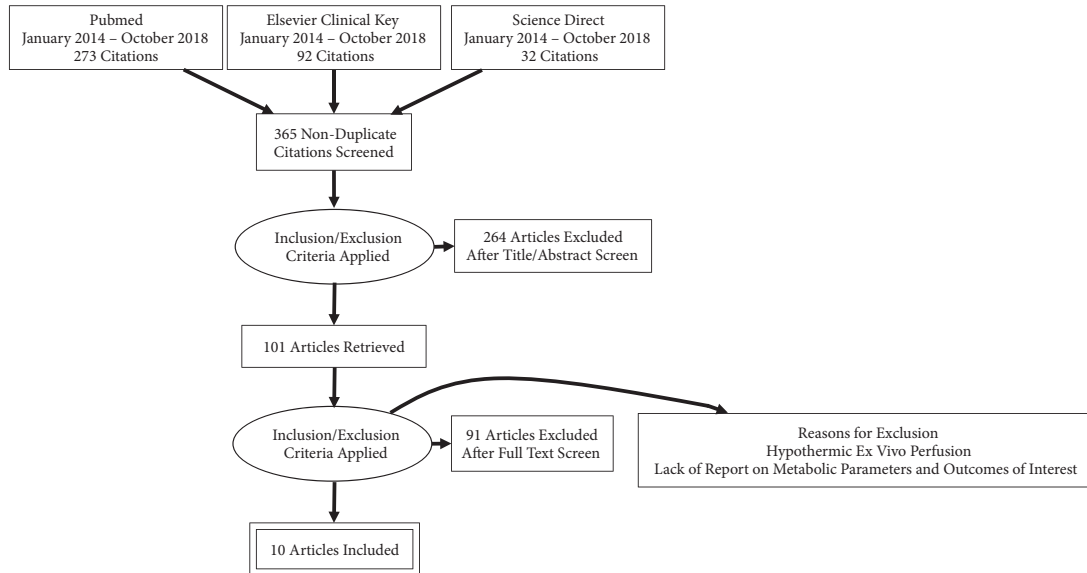 Pubmed
January 2014 – October 2018
273 Citations
Elsevier Clinical Key
January 2014 – October 2018
92 Citations
Science Direct
January 2014 – October 2018
32 Citations
365 Non-Duplicate
Citations Screened
Inclusion/Exclusion
Criteria Applied
264 Articles Excluded
After Title/Abstract Screen
101 Articles Retrieved
Inclusion/Exclusion
Criteria Applied
91 Articles Excluded
After Full Text Screen
Reasons for Exclusion
Hypothermic Ex Vivo Perfusion
Lack of Report on Metabolic Parameters and Outcomes of Interest
10 Articles Included